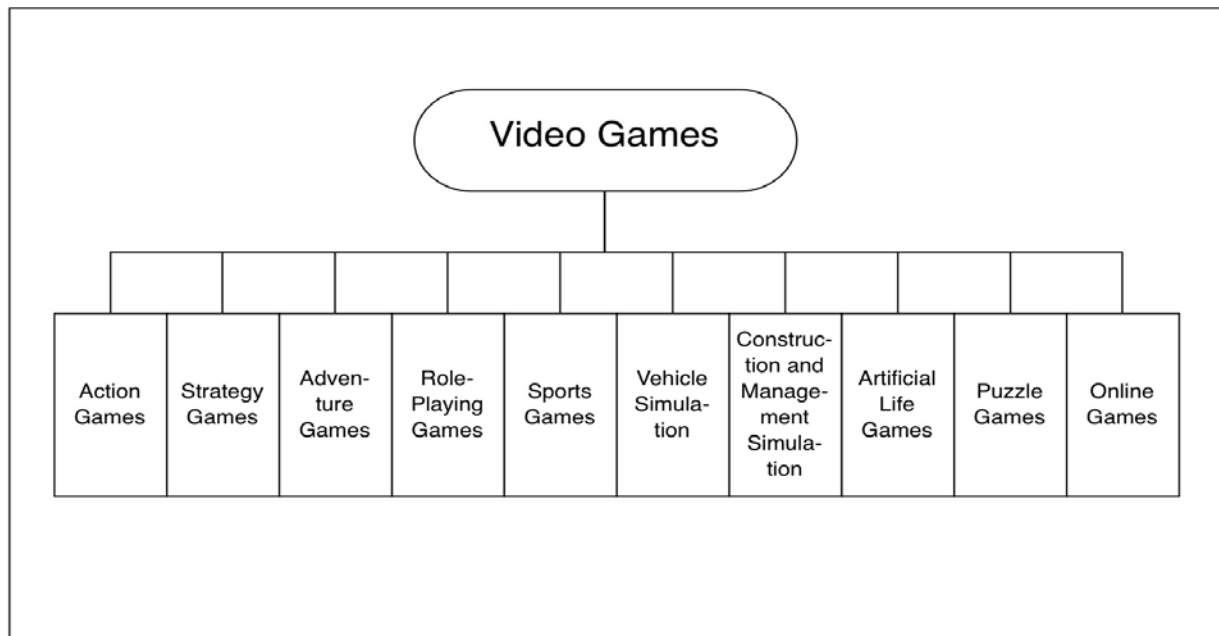 Video Games
Action
Games
Strategy
Games
Adven-
ture
Games
Role-
Playing
Games
Sports
Games
Vehicle
Simula-
tion
Construc-
tion and
Manage-
ment
Simula-
tion
Artificial
Life
Games
Puzzle
Games
Online
Games